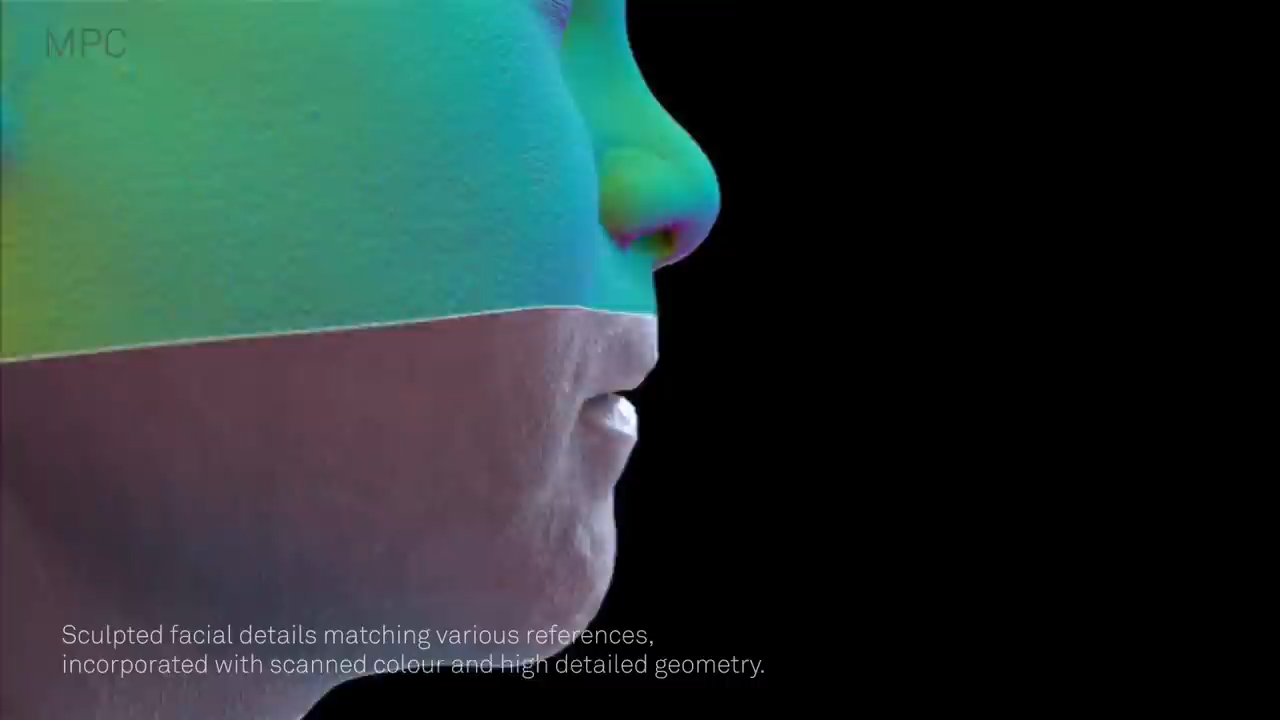 MPC
Sculpted facial details matching various references,
incorporated with scanned colour and high detailed geometry.